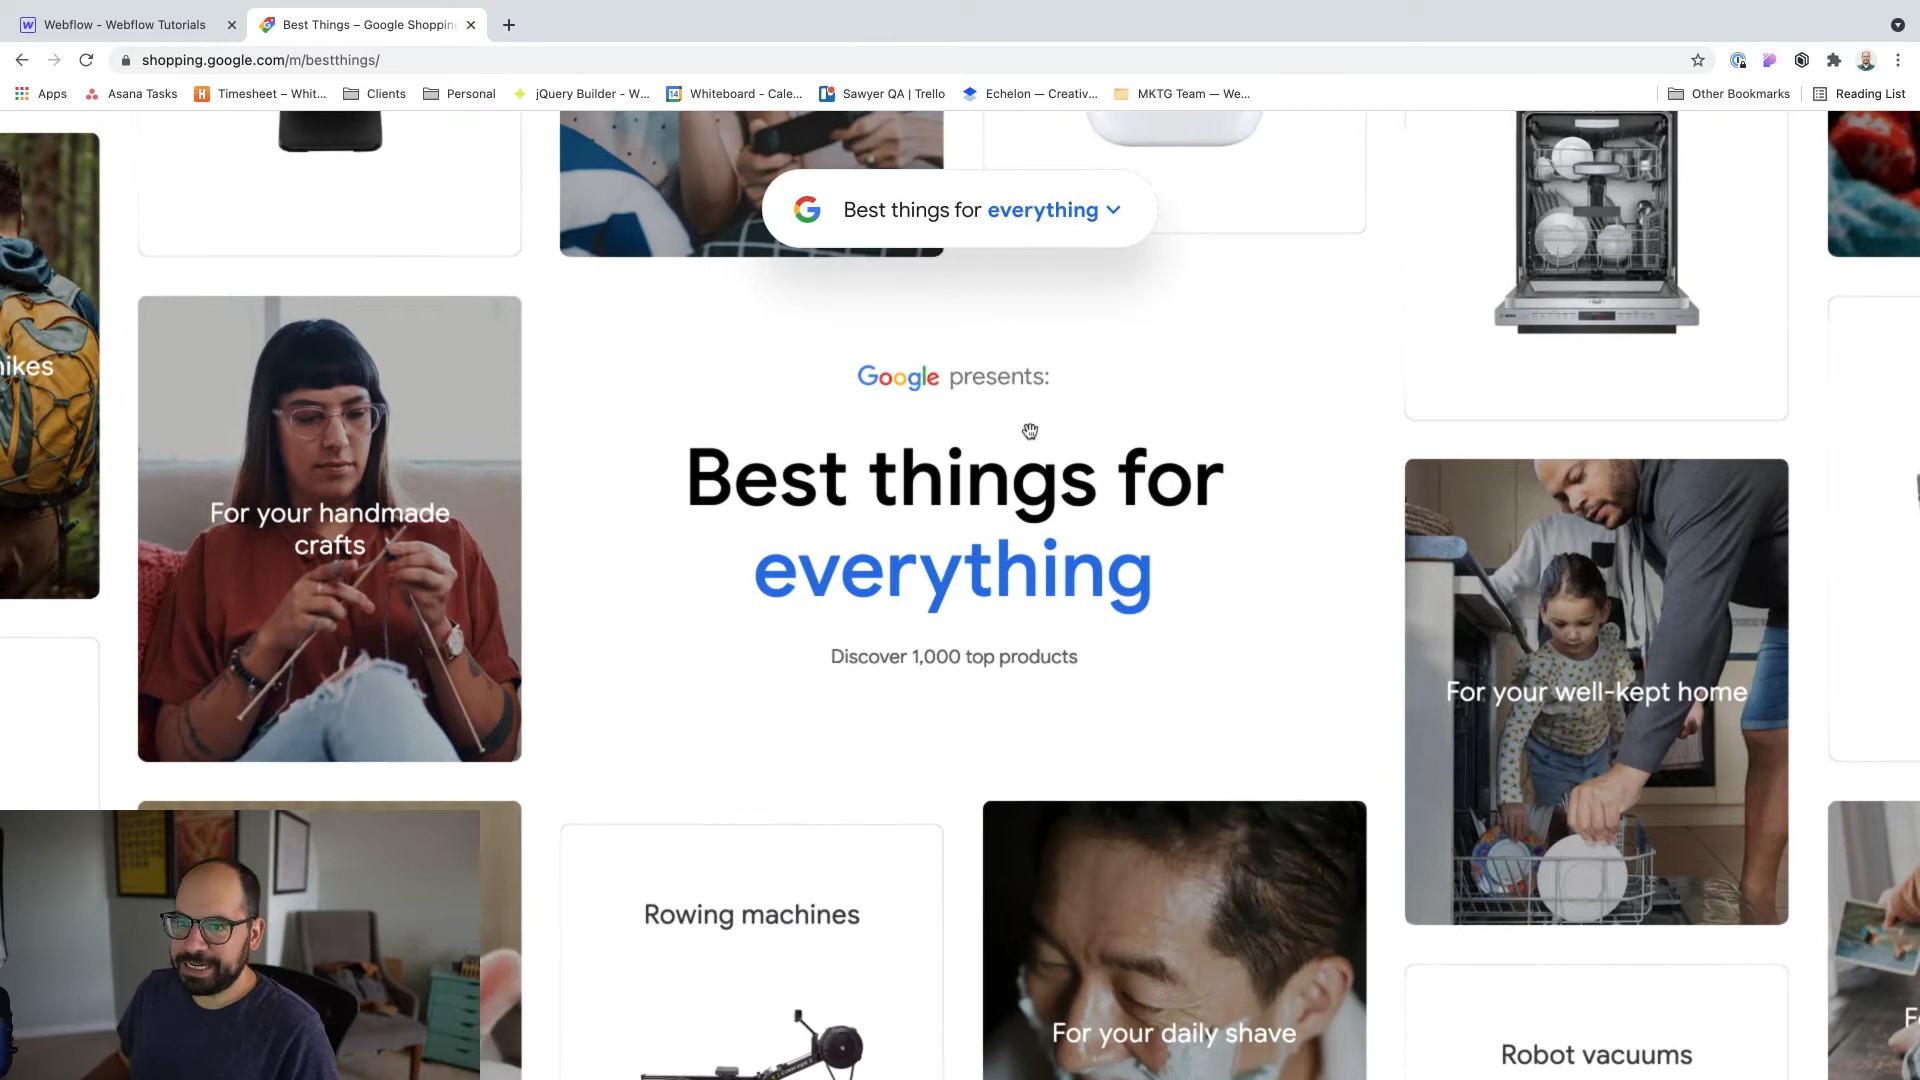 Webflow - Webflow Tutorials
Best Things – Google Shopping
shopping.google.com/m/bestthings/
Apps
Asana Tasks
Timesheet – Whit...
Clients
Personal
jQuery Builder - W...
Whiteboard - Cale...
Sawyer QA | Trello
Echelon — Creativ...
MKTG Team — We...
Other Bookmarks
Reading List
Best things for everything
Google presents:
Best things for
everything
Discover 1,000 top products
hikes
For your handmade
crafts
For your well-kept home
Rowing machines
For your daily shave
Robot vacuums